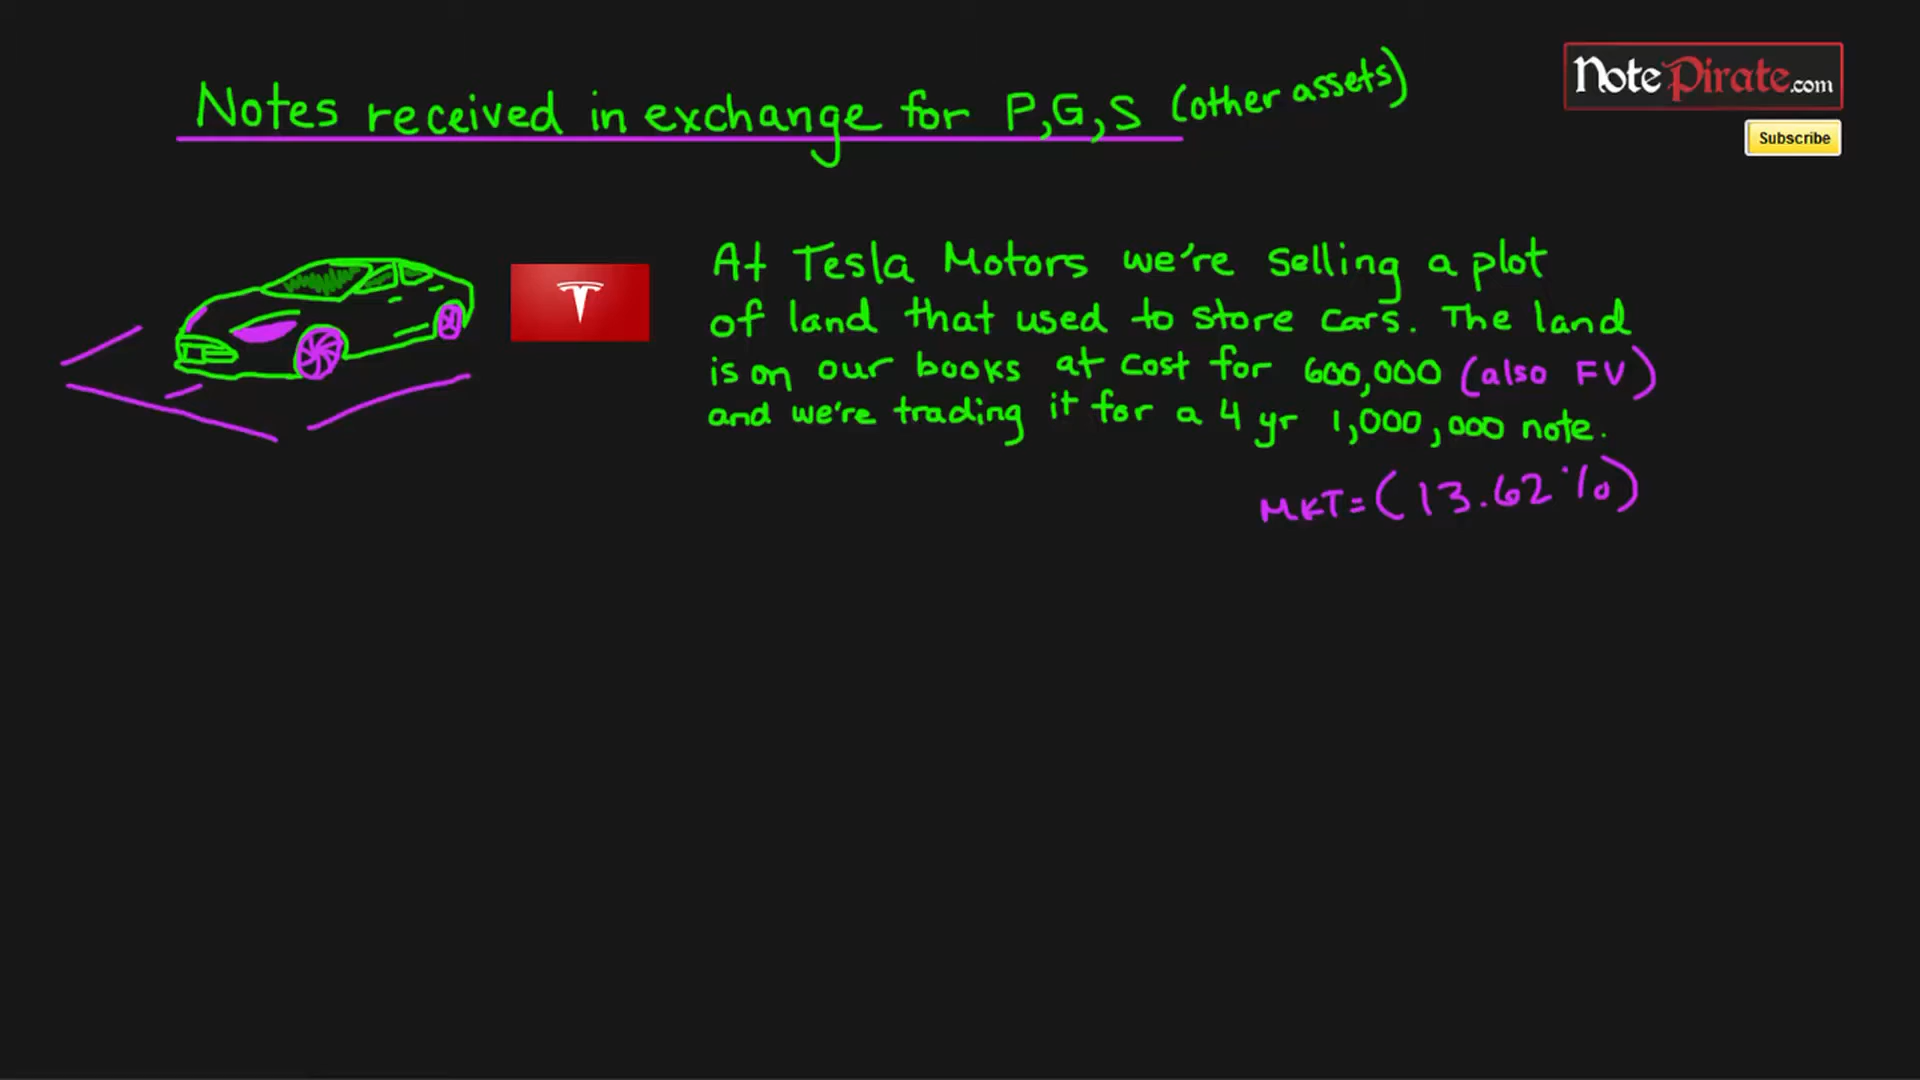 Notes received in exchange for P,G,S (other assets)
NotePirate.com
Subscribe
At Tesla Motors we're selling a plot
of land that used to store cars. The land
is on our books at cost for 600,000 (also FV)
and we're trading it for a 4 yr 1,000,000 note.
MKT=(13.62%)